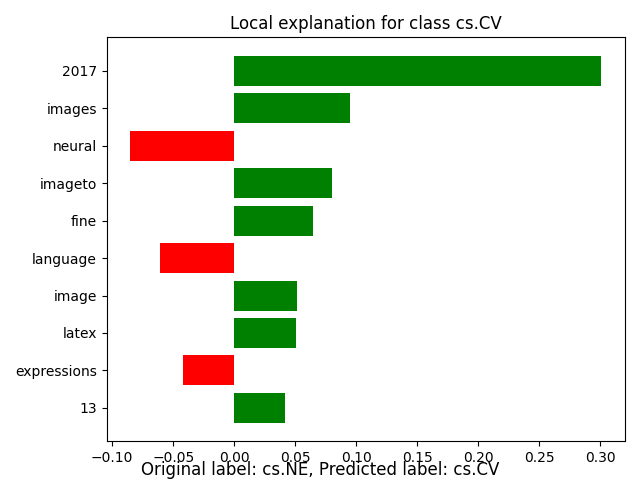 Local explanation for class cs.CV
2017
images
neural
imageto
fine
language
image
latex
expressions
13
−0.10 −0.05 0.00 0.05 0.10 0.15 0.20 0.25 0.30
Original label: cs.NE, Predicted label: cs.CV